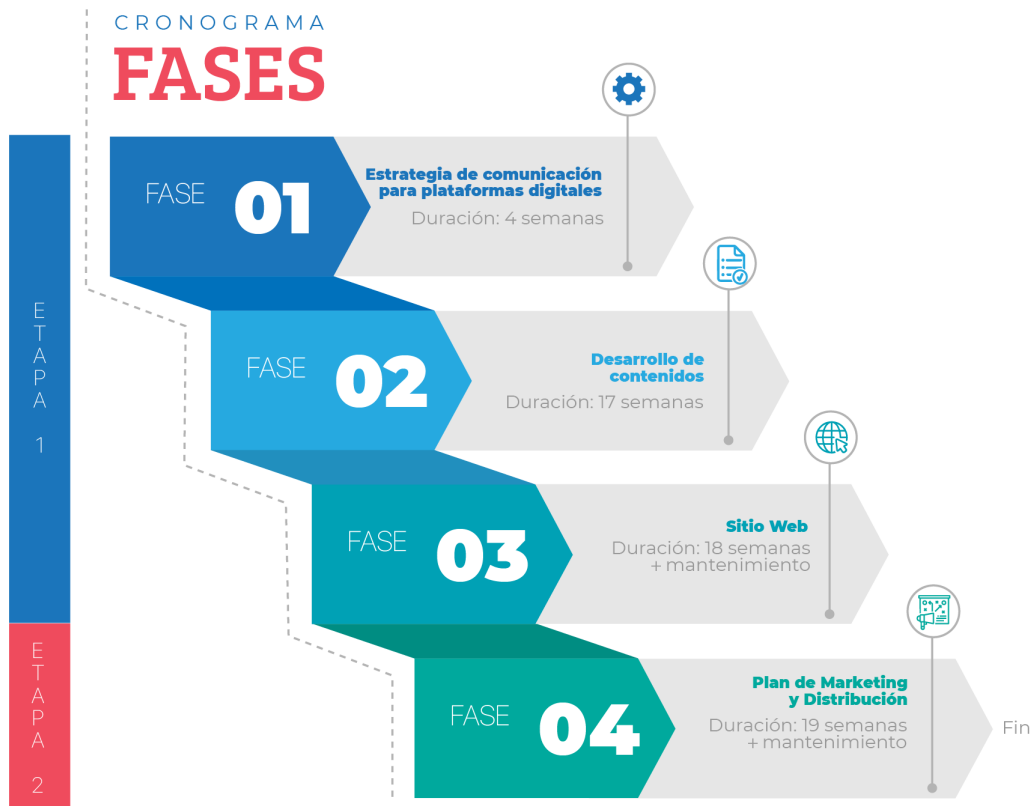 CRONOGRAMA
FASES
ETAPA 1
FASE 01
Estrategia de comunicación
para plataformas digitales
Duración: 4 semanas
FASE 02
Desarrollo de
contenidos
Duración: 17 semanas
FASE 03
Sitio Web
Duración: 18 semanas
+ mantenimiento
ETAPA 2
FASE 04
Plan de Marketing
y Distribución
Duración: 19 semanas
+ mantenimiento
Fin